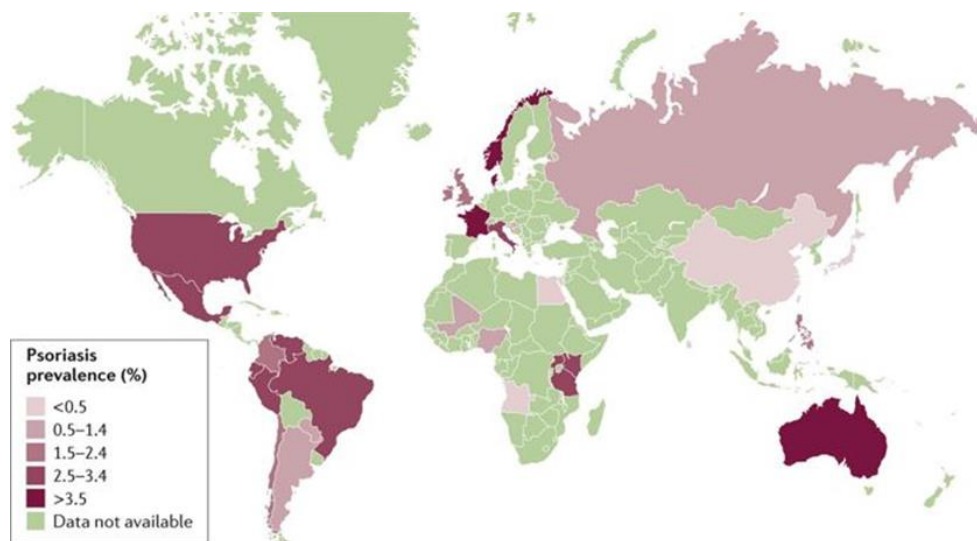 Psoriasis
prevalence (%)
<0.5
0.5–1.4
1.5–2.4
2.5–3.4
>3.5
Data not available